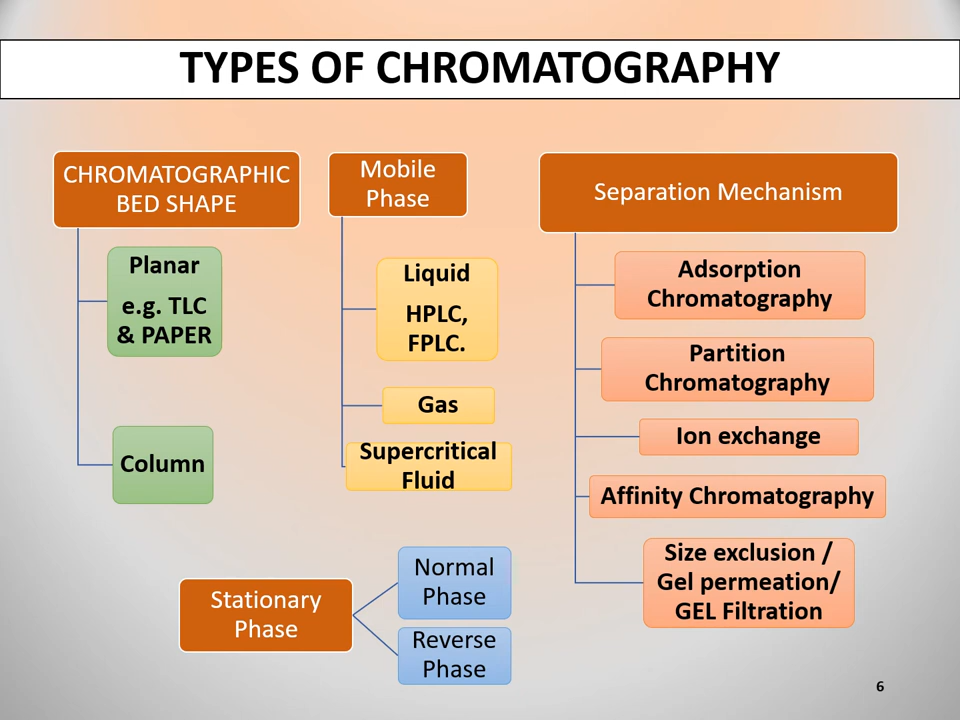 TYPES OF CHROMATOGRAPHY
CHROMATOGRAPHIC
BED SHAPE
Planar
e.g. TLC
& PAPER
Column
Mobile
Phase
Liquid
HPLC,
FPLC.
Gas
Supercritical
Fluid
Separation Mechanism
Adsorption
Chromatography
Partition
Chromatography
Ion exchange
Affinity Chromatography
Size exclusion /
Gel permeation/
GEL Filtration
Stationary
Phase
Normal
Phase
Reverse
Phase
6